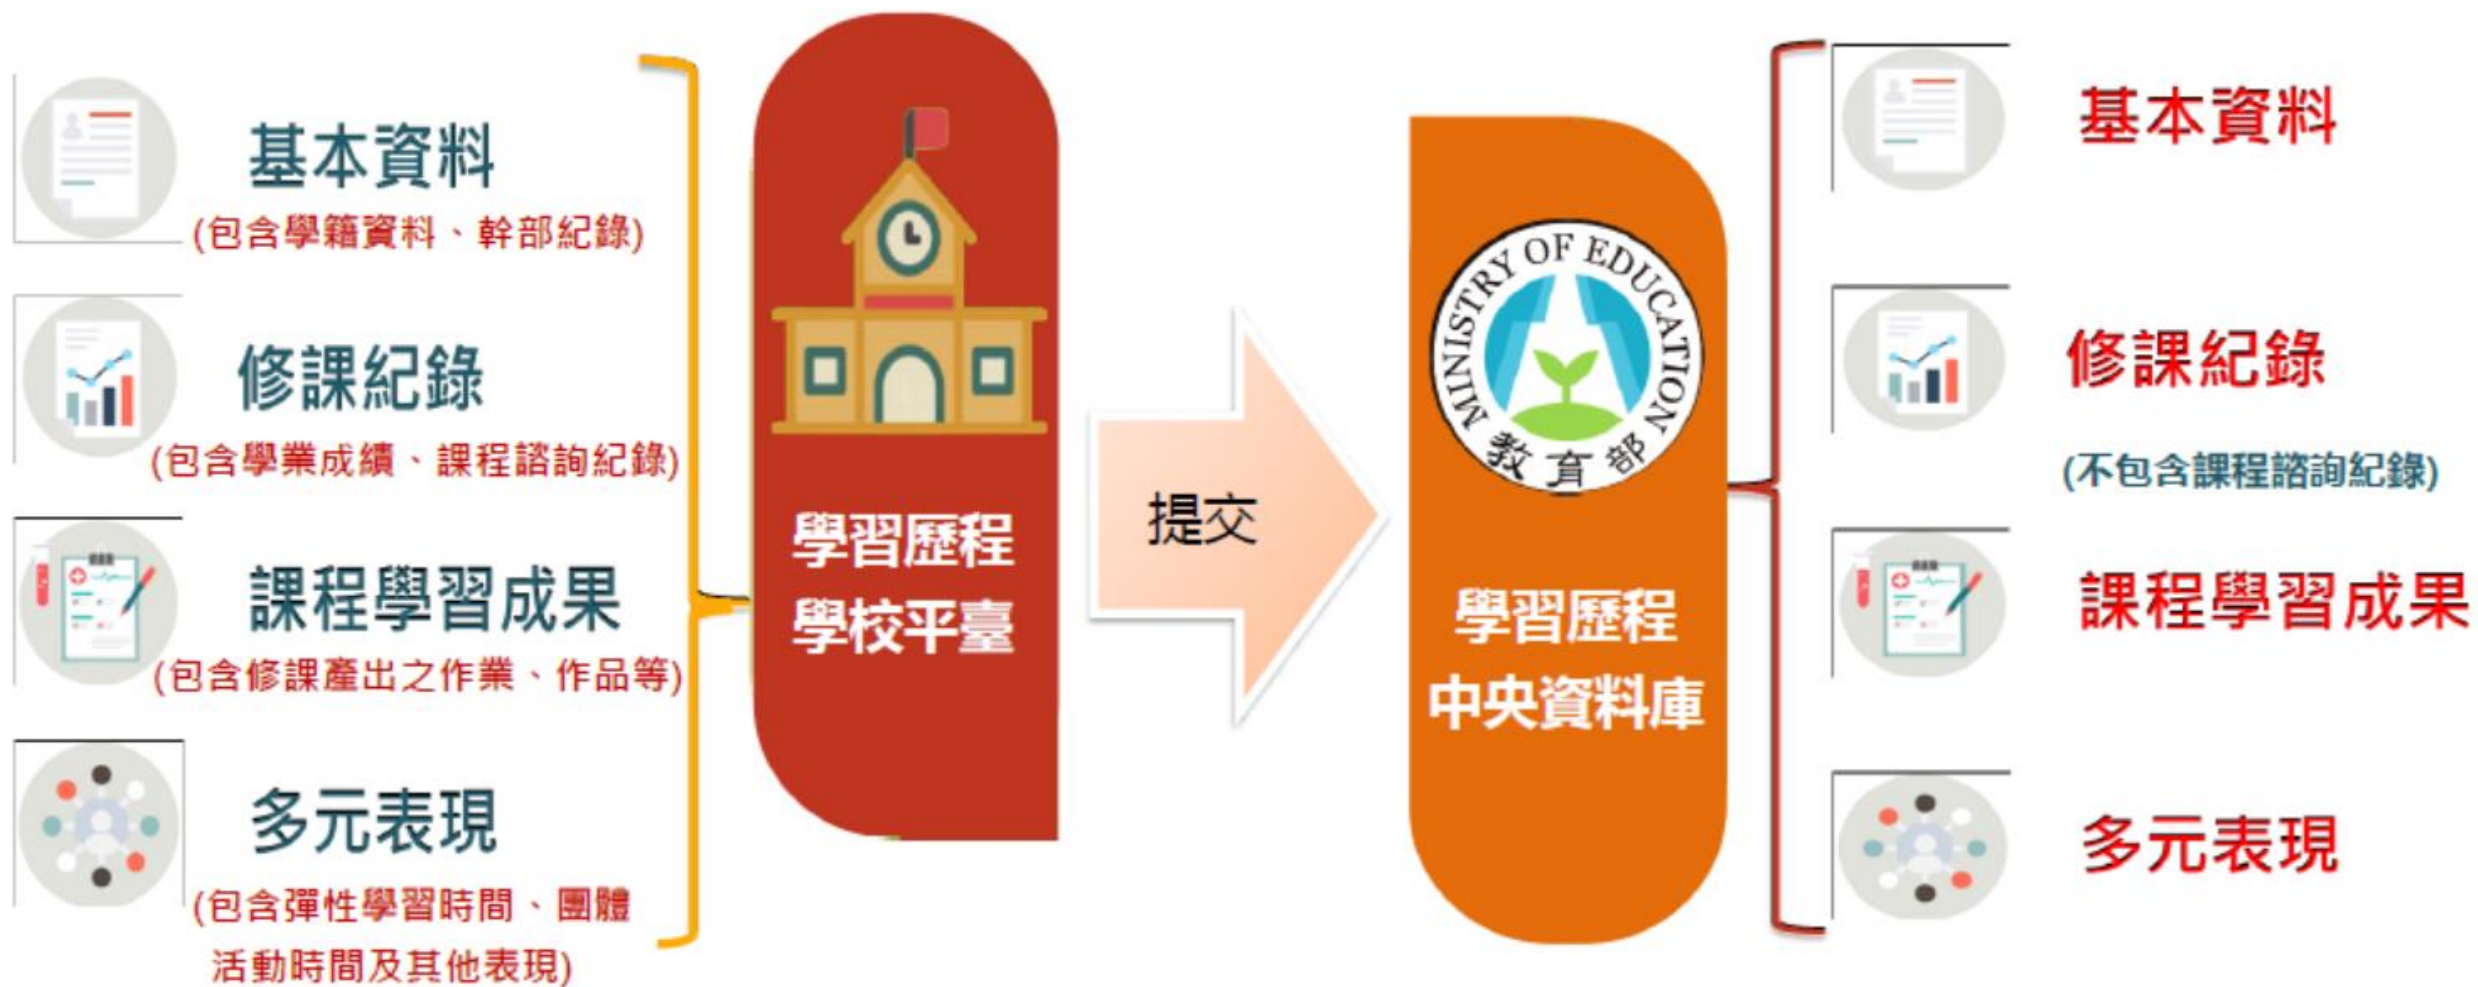 基本資料
(包含學籍資料、幹部紀錄)
修課紀錄
(包含學業成績、課程諮詢紀錄)
課程學習成果
(包含修課產出之作業、作品等)
多元表現
(包含彈性學習時間、團體
活動時間及其他表現)
學習歷程
學校平臺
提交
MINISTRY OF EDUCATION
教育部
學習歷程
中央資料庫
基本資料
修課紀錄
(不包含課程諮詢紀錄)
課程學習成果
多元表現